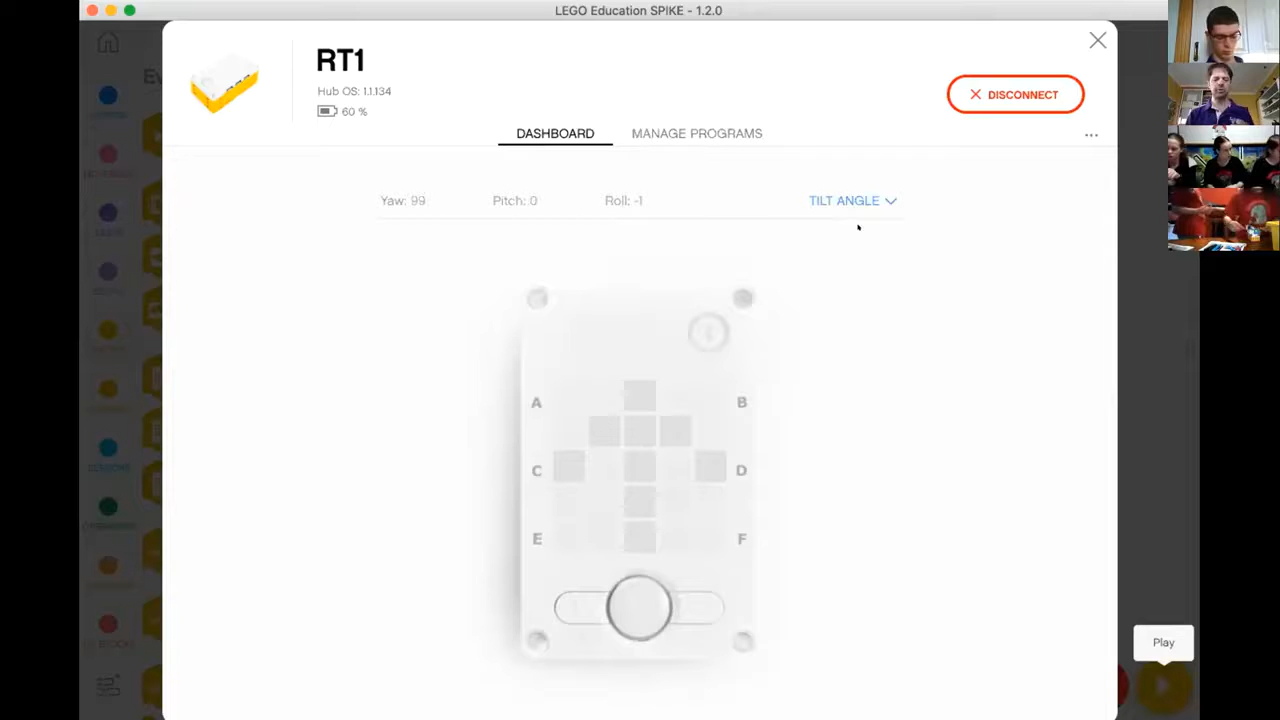 LEGO Education SPIKE - 1.2.0
RT1
Hub OS: 1.1.134
60 %
DISCONNECT
DASHBOARD
MANAGE PROGRAMS
...
Yaw: 99 Pitch: 0 Roll: -1 TILT ANGLE
A B
C D
E F
Play